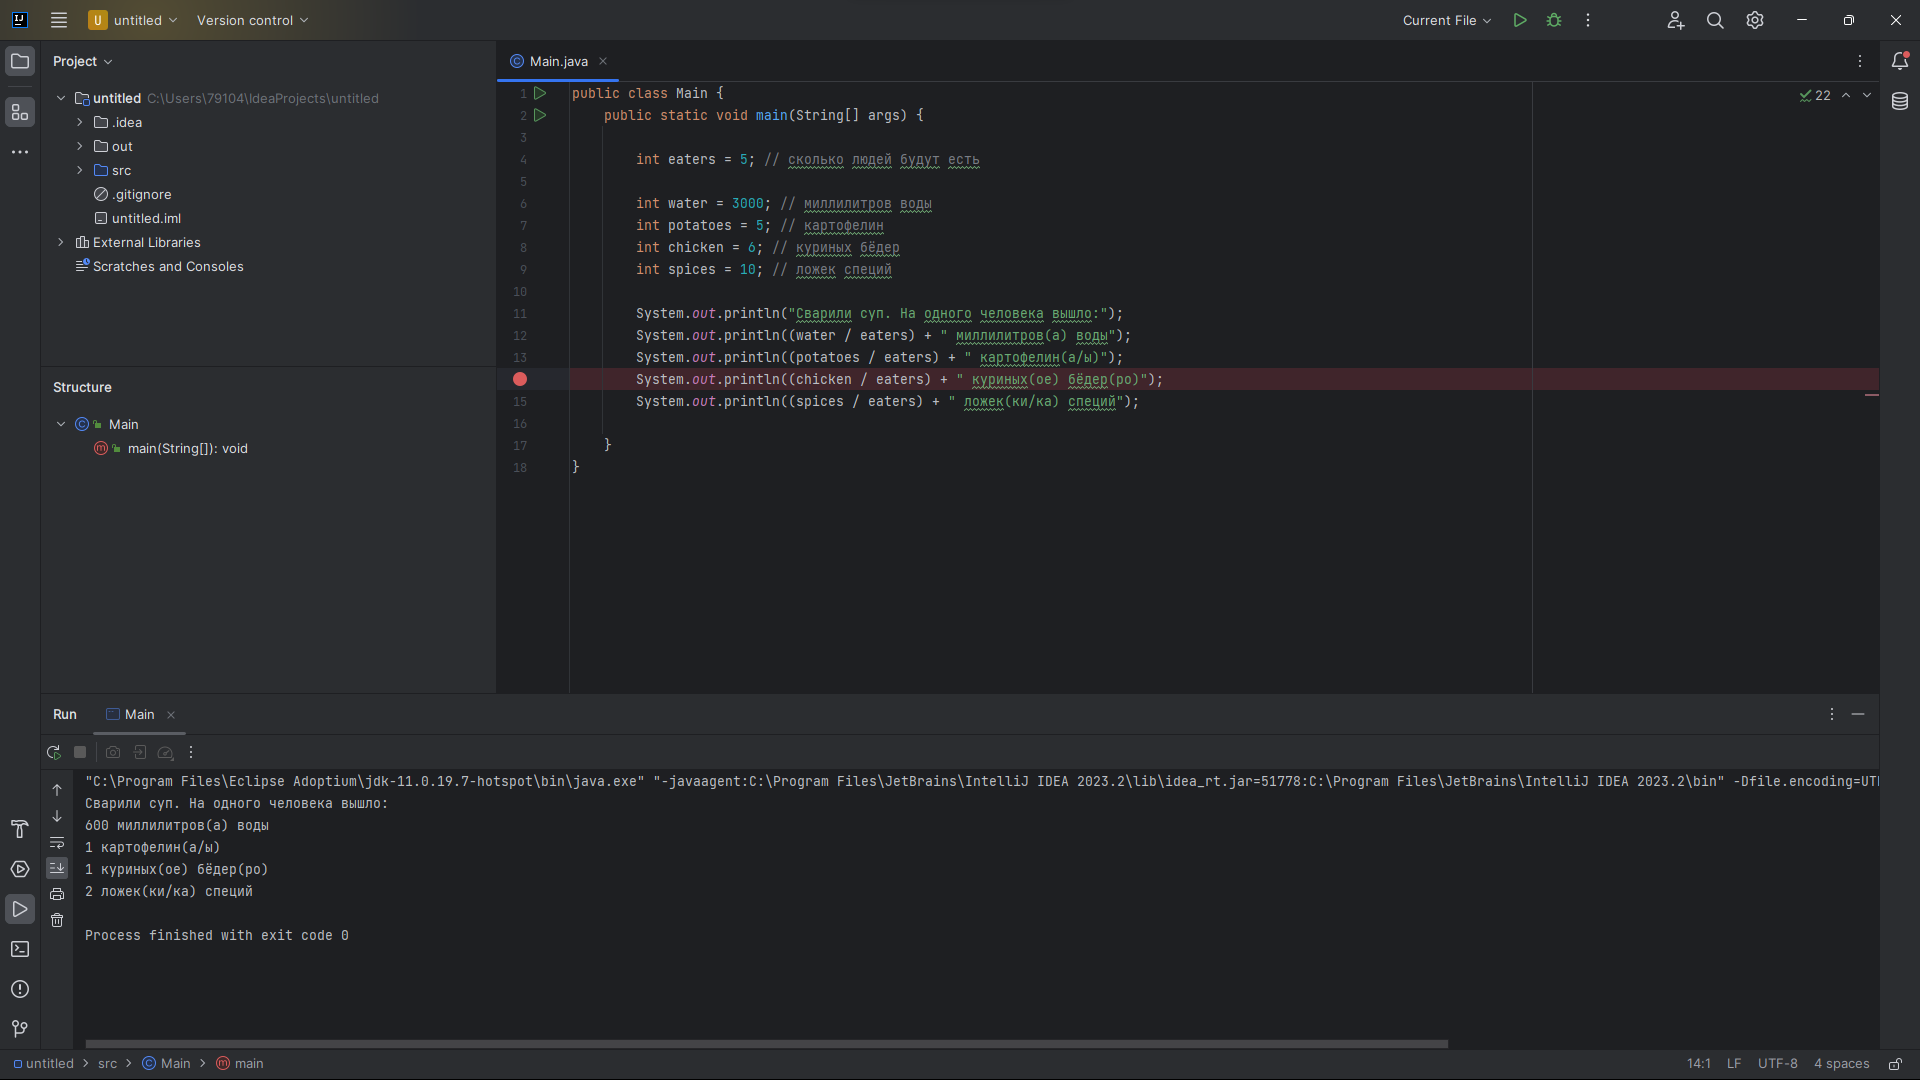 untitled
Version control
Current File
Project
Main.java
untitled C:\Users\79104\IdeaProjects\untitled
.idea
out
src
.gitignore
untitled.iml
External Libraries
Scratches and Consoles
Structure
Main
main(String[]): void
22
1 public class Main {
2 public static void main(String[] args) {
3
4 int eaters = 5; // сколько людей будут есть
5
6 int water = 3000; // миллилитров воды
7 int potatoes = 5; // картофелин
8 int chicken = 6; // куриных бёдер
9 int spices = 10; // ложек специй
10
11 System.out.println("Сварили суп. На одного человека вышло:");
12 System.out.println((water / eaters) + " миллилитров(а) воды");
13 System.out.println((potatoes / eaters) + " картофелин(а/ы)");
System.out.println((chicken / eaters) + " куриных(ое) бёдер(ро)");
15 System.out.println((spices / eaters) + " ложек(ки/ка) специй");
16
17 }
18 }
Run
Main
"C:\Program Files\Eclipse Adoptium\jdk-11.0.19.7-hotspot\bin\java.exe" "-javaagent:C:\Program Files\JetBrains\IntelliJ IDEA 2023.2\lib\idea_rt.jar=51778:C:\Program Files\JetBrains\IntelliJ IDEA 2023.2\bin" -Dfile.encoding=UT
Сварили суп. На одного человека вышло:
600 миллилитров(а) воды
1 картофелин(а/ы)
1 куриных(ое) бёдер(ро)
2 ложек(ки/ка) специй
Process finished with exit code 0
untitled > src > Main > main
14:1 LF UTF-8 4 spaces